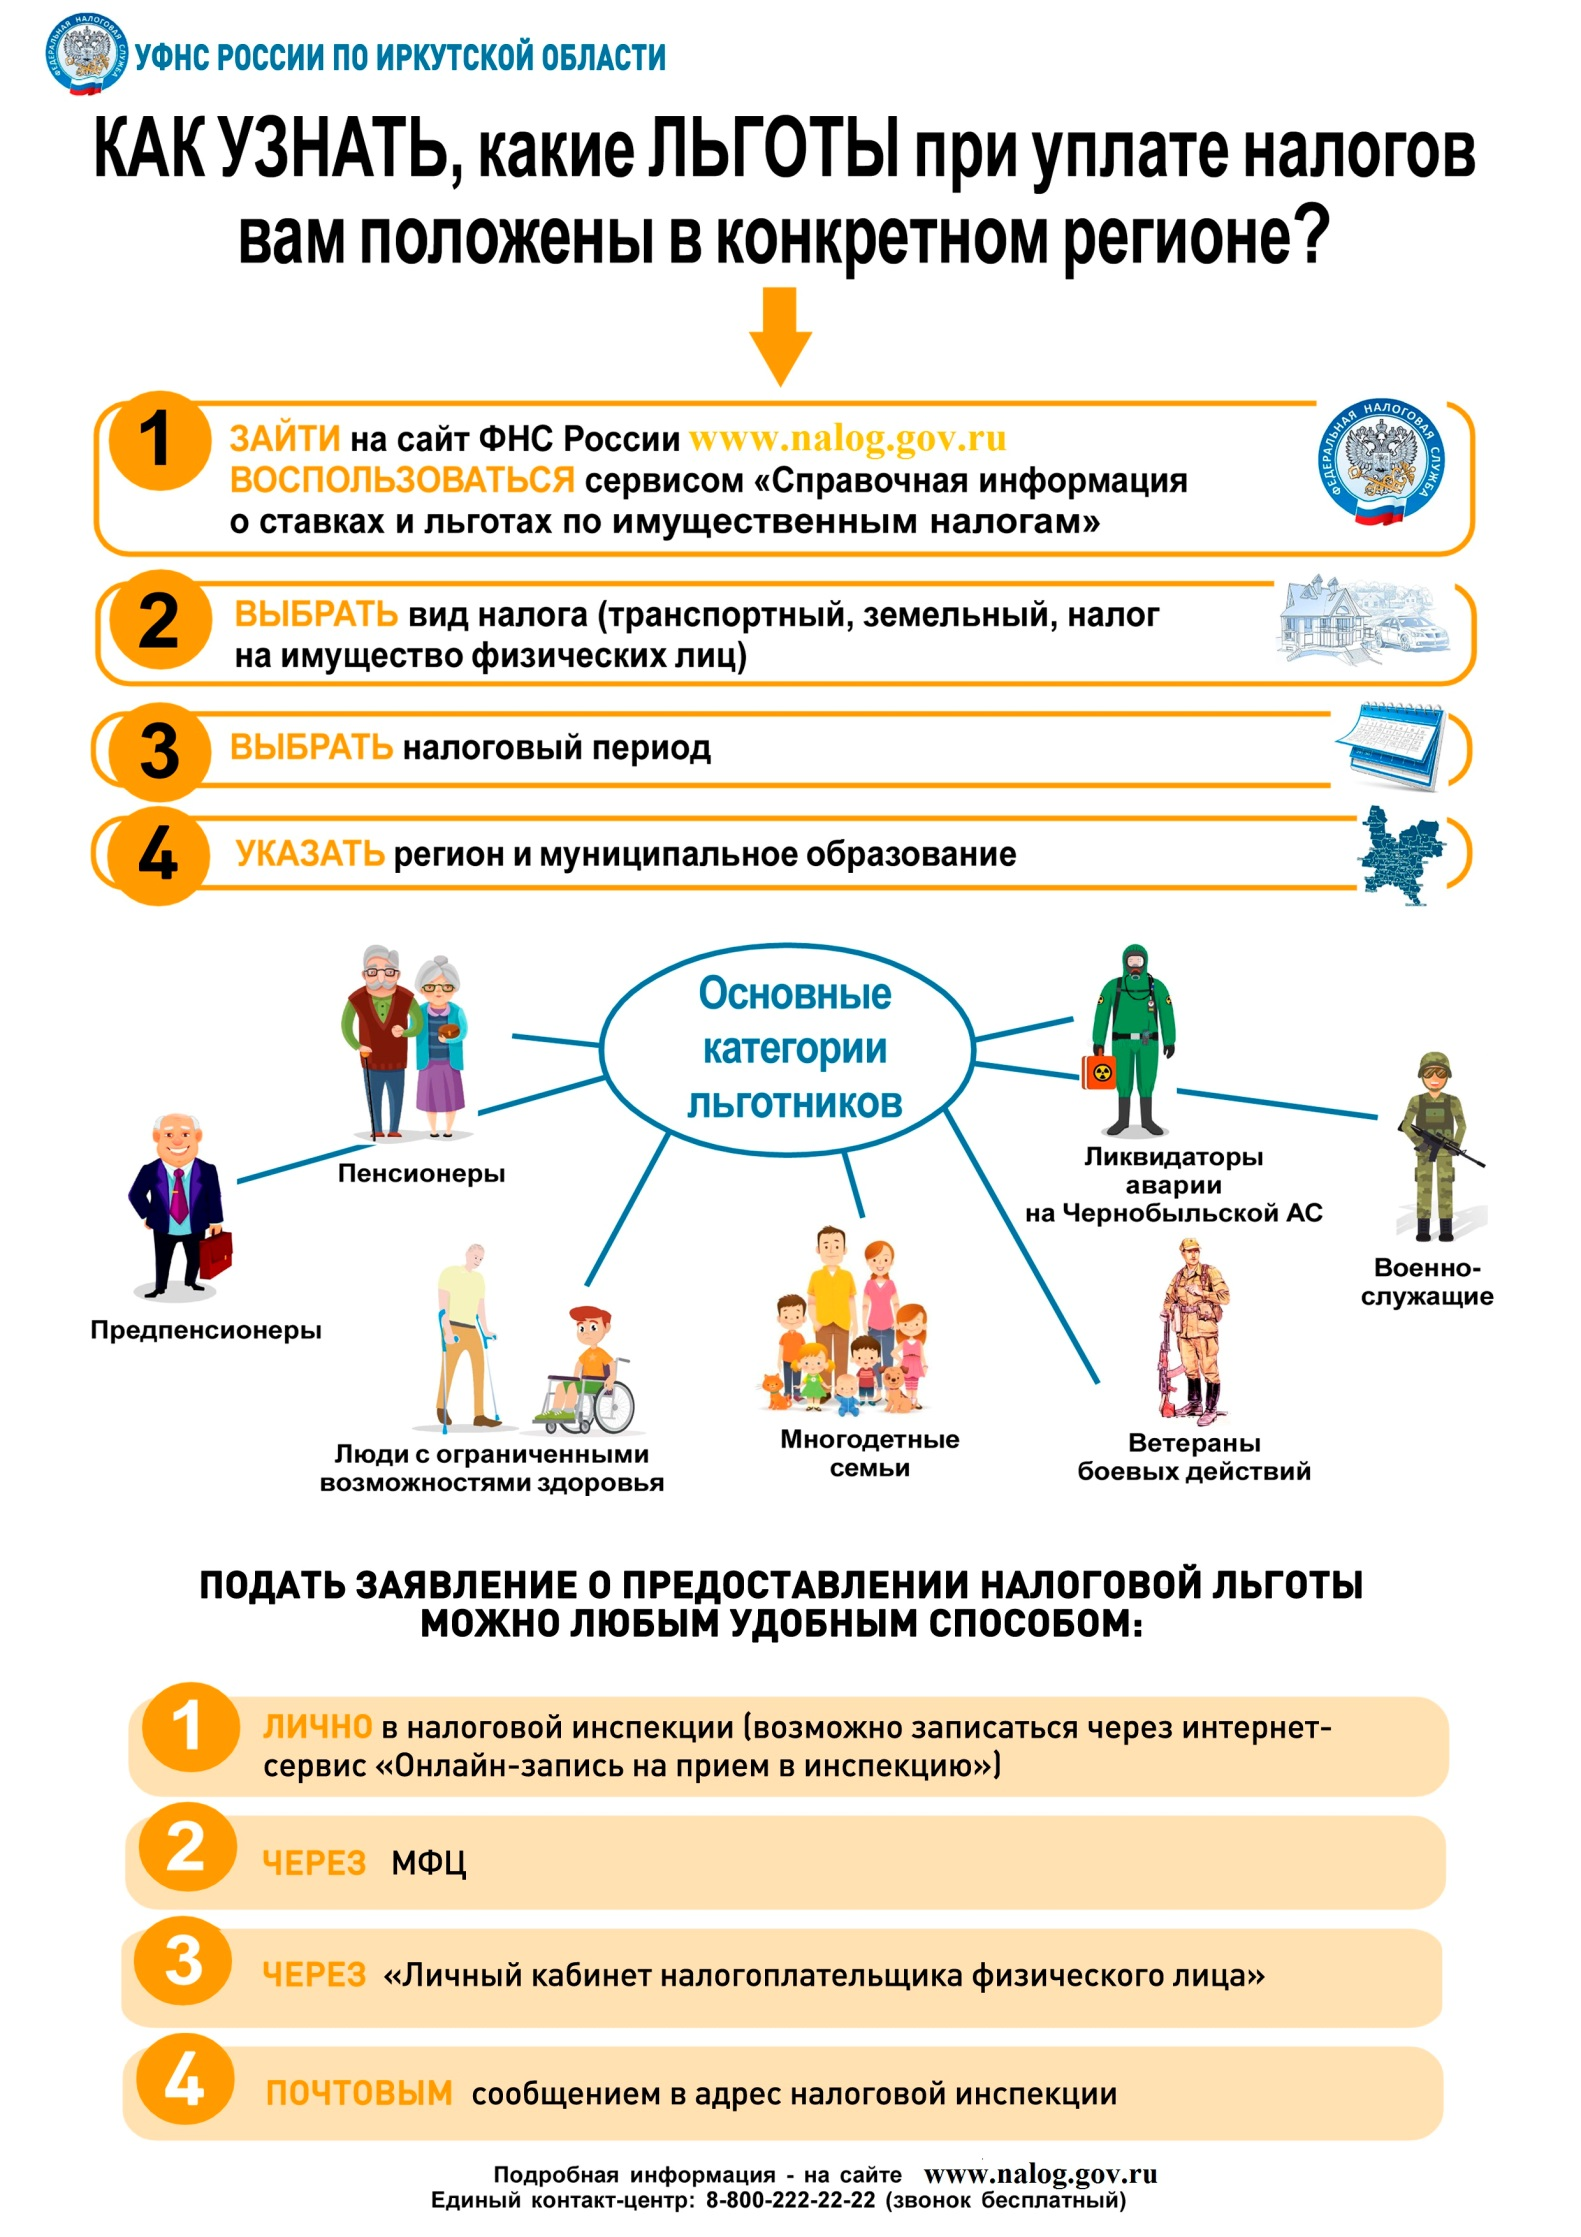 УФНС РОССИИ ПО ИРКУТСКОЙ ОБЛАСТИ
КАК УЗНАТЬ, какие ЛЬГОТЫ при уплате налогов
вам положены в конкретном регионе?
1
ЗАЙТИ на сайт ФНС России www.nalog.gov.ru
ВОСПОЛЬЗОВАТЬСЯ сервисом «Справочная информация
о ставках и льготах по имущественным налогам»
ФЕДЕРАЛЬНАЯ НАЛОГОВАЯ СЛУЖБА
2
ВЫБРАТЬ вид налога (транспортный, земельный, налог
на имущество физических лиц)
3
ВЫБРАТЬ налоговый период
4
УКАЗАТЬ регион и муниципальное образование
Основные
категории
льготников
Пенсионеры
Предпенсионеры
Люди с ограниченными
возможностями здоровья
Многодетные
семьи
Ветераны
боевых действий
Ликвидаторы
аварии
на Чернобыльской АС
Военно-
служащие
ПОДАТЬ ЗАЯВЛЕНИЕ О ПРЕДОСТАВЛЕНИИ НАЛОГОВОЙ ЛЬГОТЫ
МОЖНО ЛЮБЫМ УДОБНЫМ СПОСОБОМ:
1
ЛИЧНО в налоговой инспекции (возможно записаться через интернет-
сервис «Онлайн-запись на прием в инспекцию»)
2
ЧЕРЕЗ МФЦ
3
ЧЕРЕЗ «Личный кабинет налогоплательщика физического лица»
4
ПОЧТОВЫМ сообщением в адрес налоговой инспекции
Подробная информация - на сайте www.nalog.gov.ru
Единый контакт-центр: 8-800-222-22-22 (звонок бесплатный)